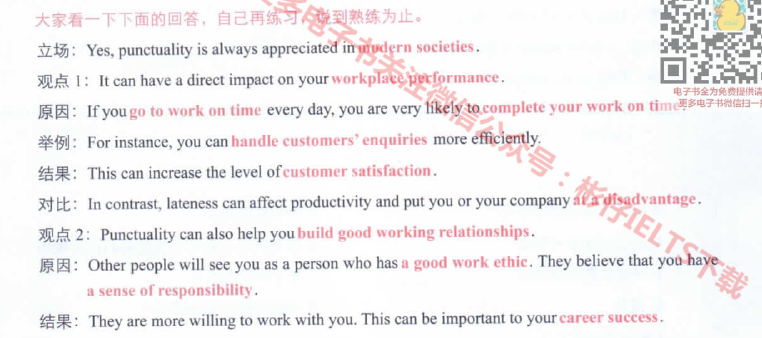 大家看一下下面的回答，自己再练习，说到熟练为止。
立场：Yes, punctuality is always appreciated in modern societies.
观点 1：It can have a direct impact on your workplace performance.
原因：If you go to work on time every day, you are very likely to complete your work on time.
举例：For instance, you can handle customers' enquiries more efficiently.
结果：This can increase the level of customer satisfaction.
对比：In contrast, lateness can affect productivity and put you or your company at a disadvantage.
观点 2：Punctuality can also help you build good working relationships.
原因：Other people will see you as a person who has a good work ethic. They believe that you have
a sense of responsibility.
结果：They are more willing to work with you. This can be important to your career success.
多电子书关注微信公众号：彬仔IELTS下载
电子书全为免费提供请
更多电子书微信扫一